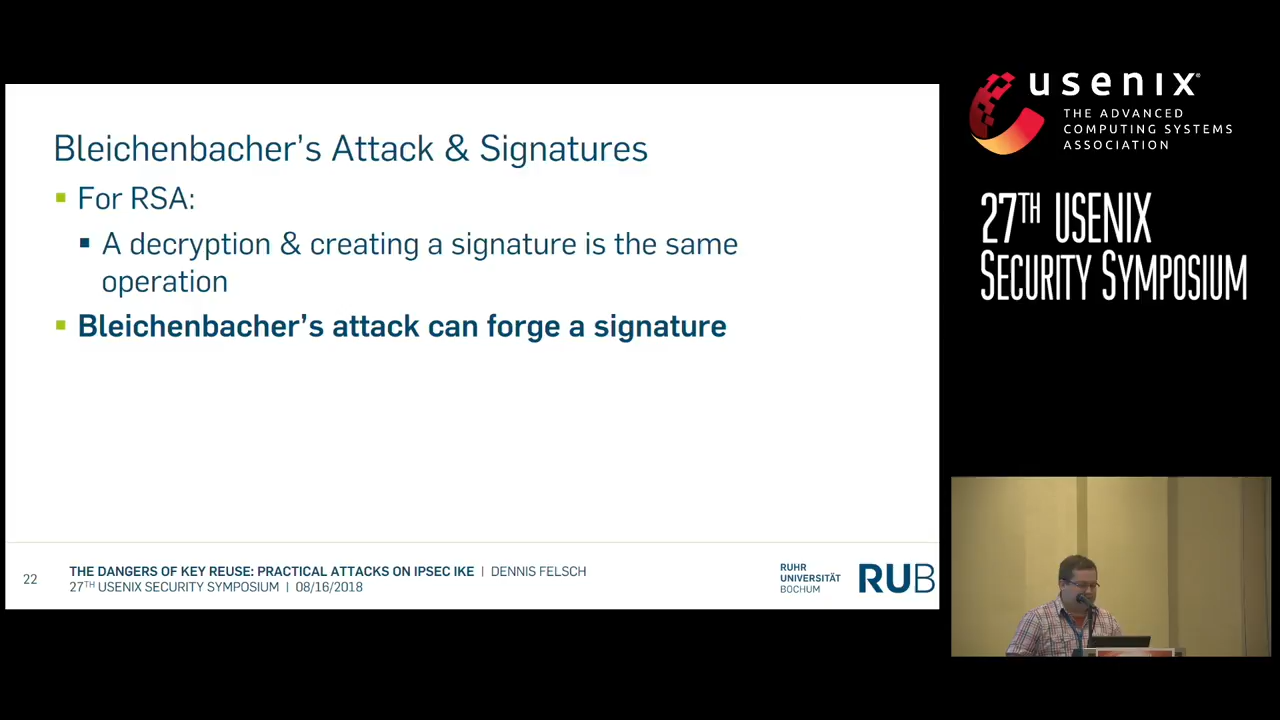 Bleichenbacher's Attack & Signatures
For RSA:
A decryption & creating a signature is the same
operation
Bleichenbacher's attack can forge a signature
22
THE DANGERS OF KEY REUSE: PRACTICAL ATTACKS ON IPSEC IKE | DENNIS FELSCH
27TH USENIX SECURITY SYMPOSIUM | 08/16/2018
RUHR
UNIVERSITÄT
BOCHUM
RUB
usenix®
THE ADVANCED
COMPUTING SYSTEMS
ASSOCIATION
27TH USENIX
SECURITY SYMPOSIUM